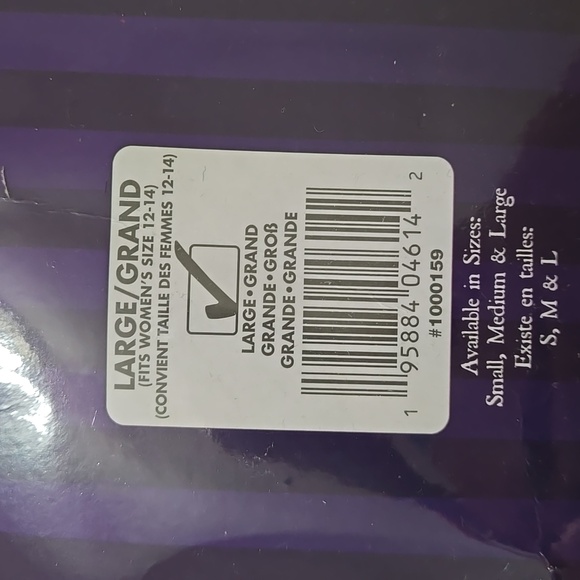 LARGE/GRAND
(FITS WOMEN'S SIZE 12-14)
(CONVIENT TAILLE DES FEMMES 12-14)
LARGE•GRAND
GRANDE•GROß
GRANDE•GRANDE
1 95884 04614 2
#1000159
Available in Sizes:
Small, Medium & Large
Existe en tailles:
S, M & L